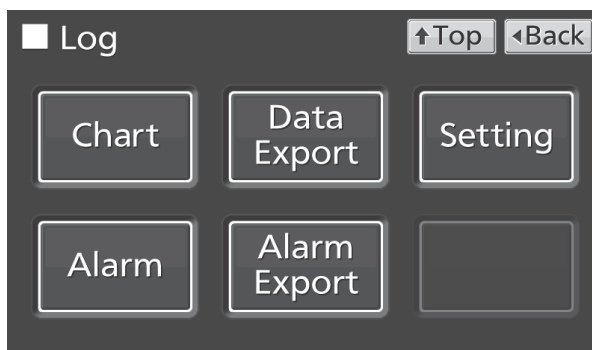 Log
↑Top
◂Back
Chart
Data
Export
Setting
Alarm
Alarm
Export